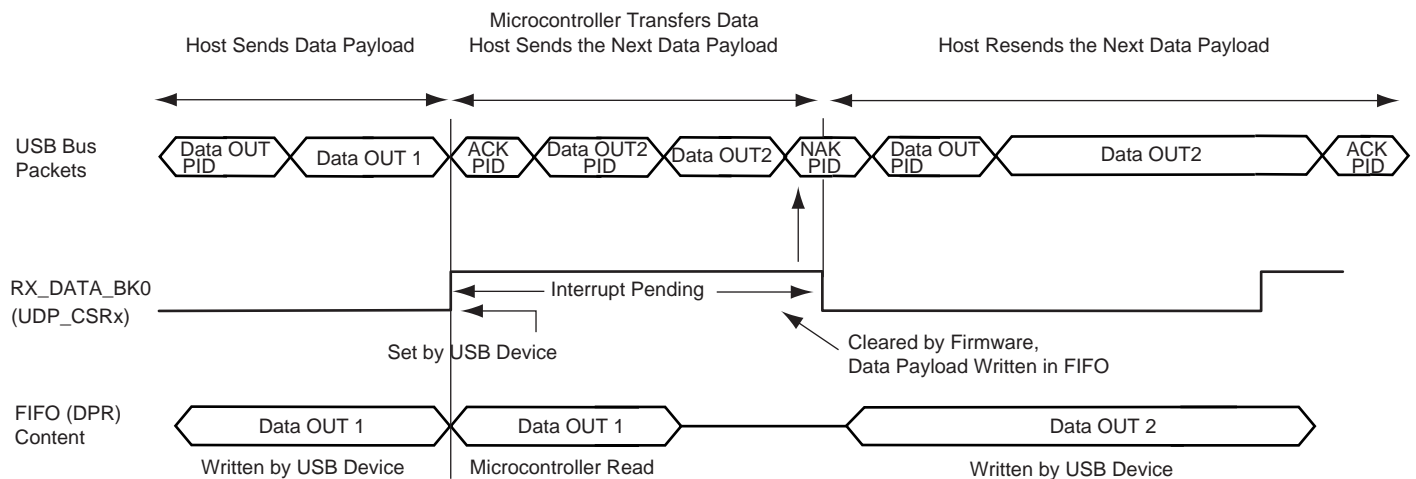 Microcontroller Transfers Data
Host Sends Data Payload
Host Sends the Next Data Payload
Host Resends the Next Data Payload
USB Bus
Packets
Data OUT
PID
Data OUT 1
ACK
PID
Data OUT2
PID
Data OUT2
NAK
PID
Data OUT
PID
Data OUT2
ACK
PID
RX_DATA_BK0
(UDP_CSRx)
Interrupt Pending
Set by USB Device
Cleared by Firmware,
Data Payload Written in FIFO
FIFO (DPR)
Content
Data OUT 1
Data OUT 1
Data OUT 2
Written by USB Device
Microcontroller Read
Written by USB Device